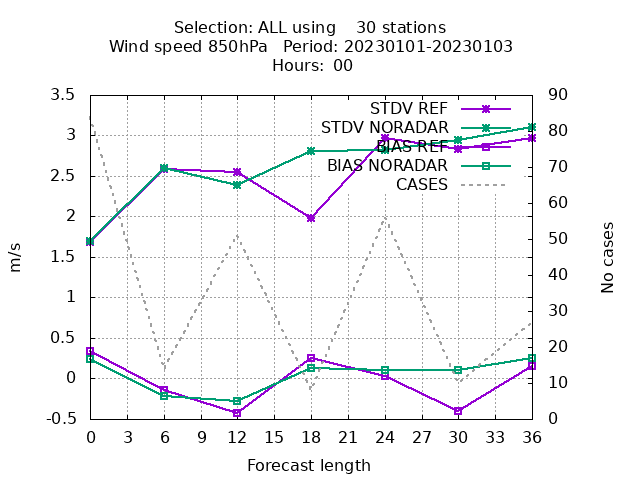 Selection: ALL using    30 stations
Wind speed 850hPa   Period: 20230101-20230103
Hours:  00
STDV REF
STDV NORADAR
BIAS REF
BIAS NORADAR
CASES
3.5
3
2.5
2
1.5
1
0.5
0
-0.5
90
80
70
60
50
40
30
20
10
0
m/s
No cases
0 3 6 9 12 15 18 21 24 27 30 33 36
Forecast length